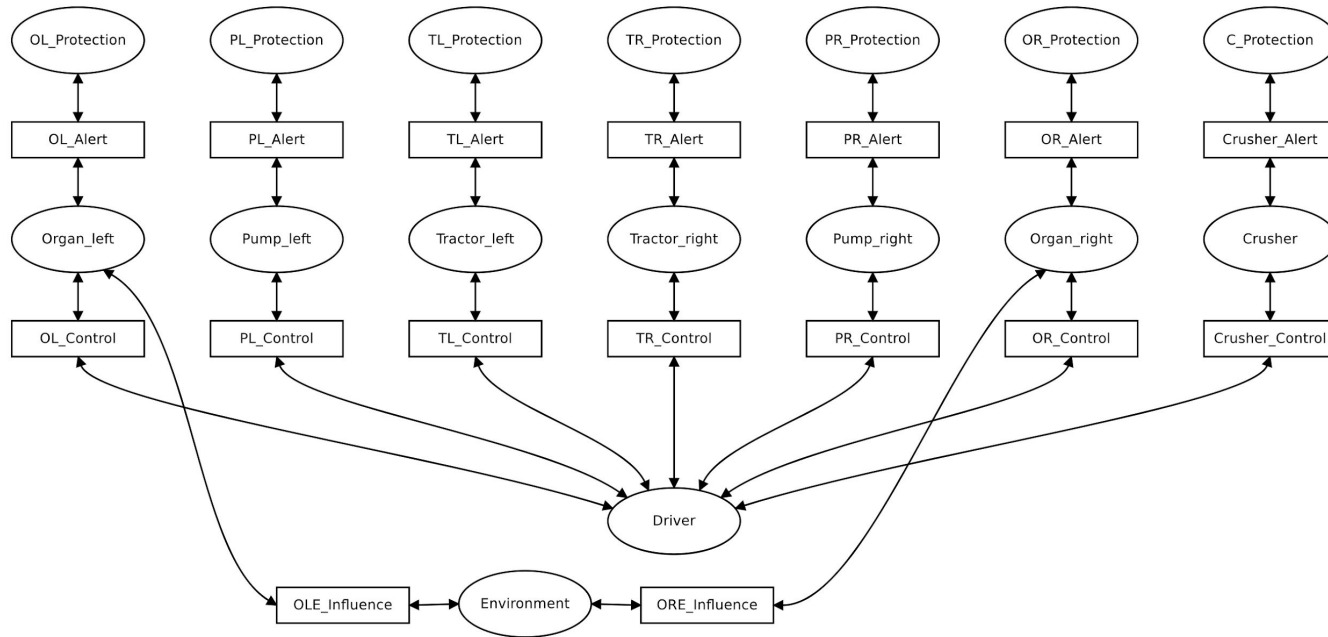 OL_Protection
PL_Protection
TL_Protection
TR_Protection
PR_Protection
OR_Protection
C_Protection
OL_Alert
PL_Alert
TL_Alert
TR_Alert
PR_Alert
OR_Alert
Crusher_Alert
Organ_left
Pump_left
Tractor_left
Tractor_right
Pump_right
Organ_right
Crusher
OL_Control
PL_Control
TL_Control
TR_Control
PR_Control
OR_Control
Crusher_Control
Driver
OLE_Influence
Environment
ORE_Influence